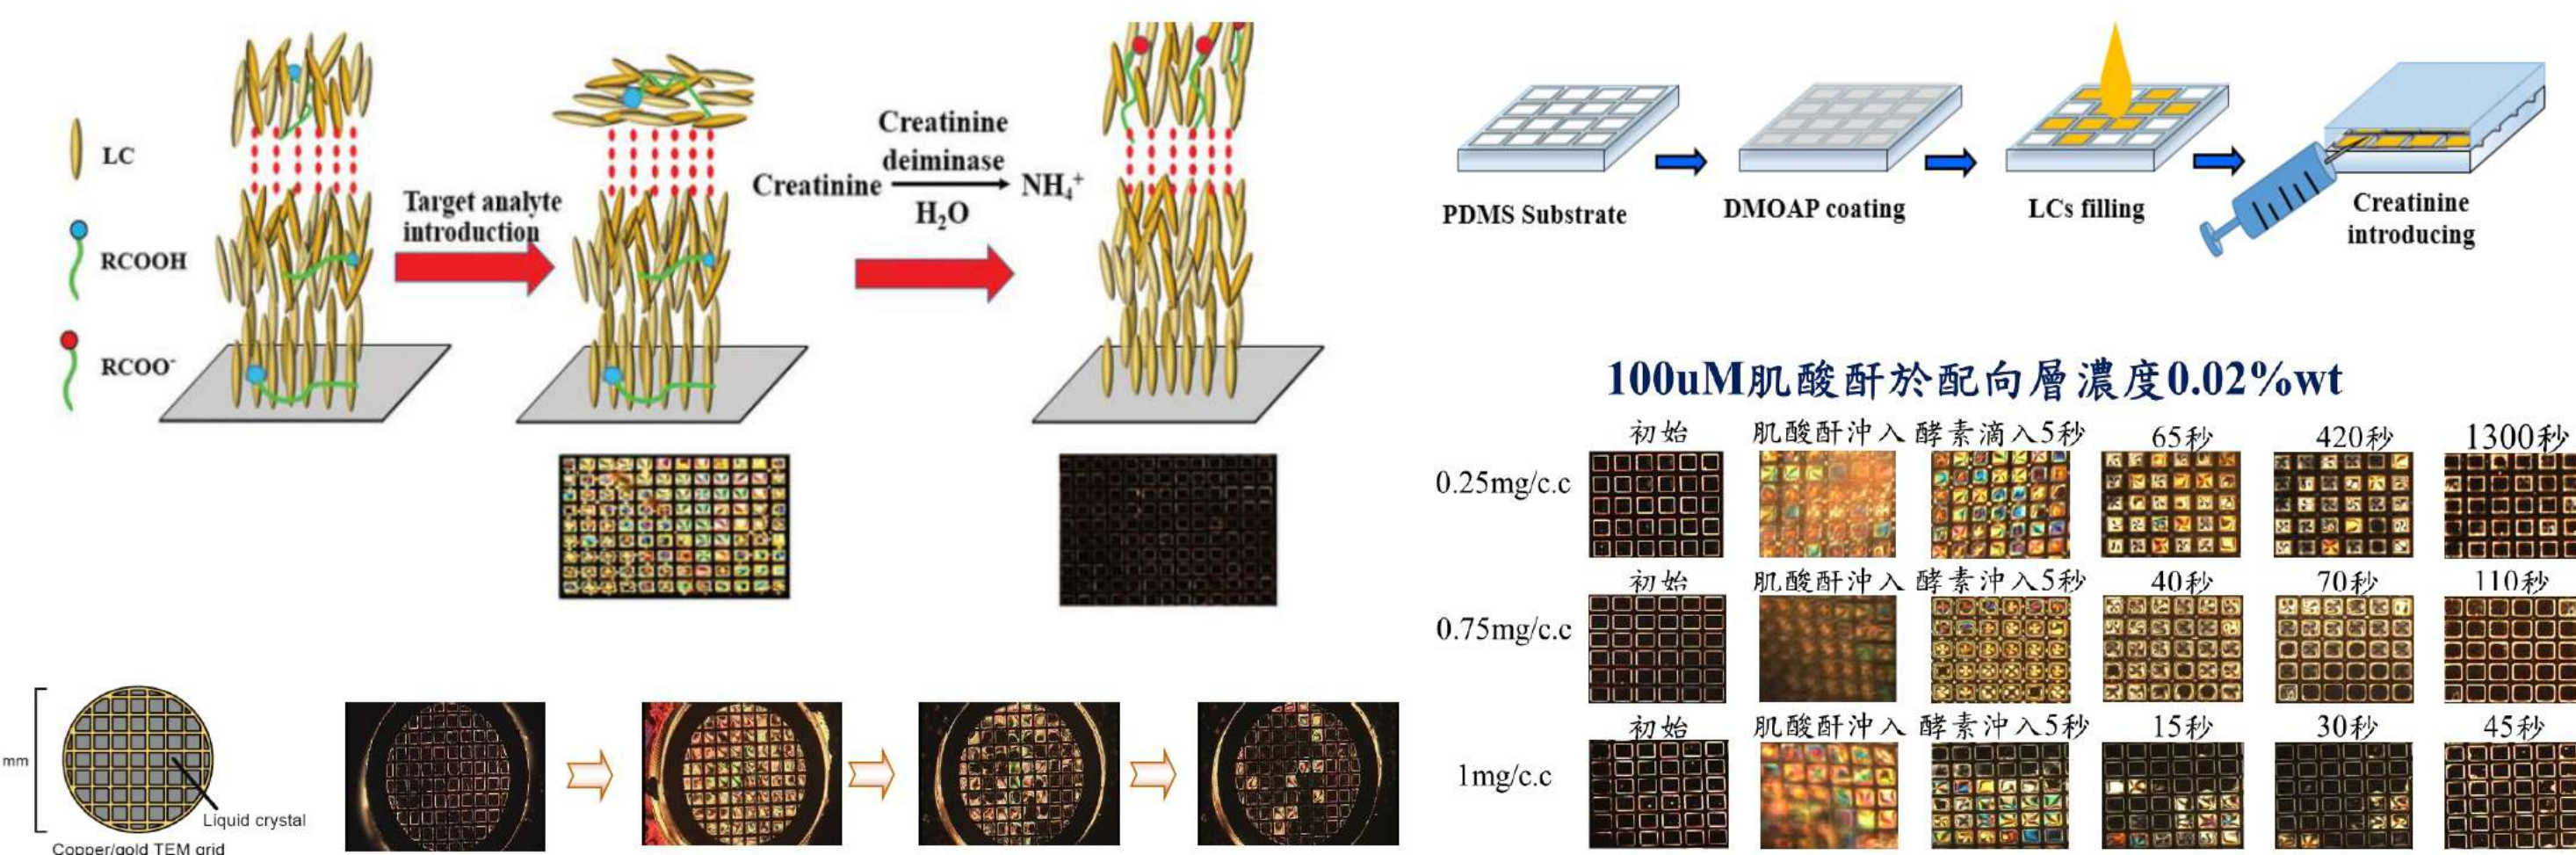 LC
RCOOH
RCOO⁻
Target analyte
introduction
Creatinine
deiminase
Creatinine
NH₄⁺
H₂O
PDMS Substrate
DMOAP coating
LCs filling
Creatinine
introducing
100uM肌酸酐於配向層濃度0.02%wt
初始 肌酸酐沖入 酵素滴入5秒 65秒 420秒 1300秒
0.25mg/c.c
初始 肌酸酐沖入 酵素沖入5秒 40秒 70秒 110秒
0.75mg/c.c
初始 肌酸酐沖入 酵素沖入5秒 15秒 30秒 45秒
1mg/c.c
mm
Liquid crystal
Copper/gold TEM grid